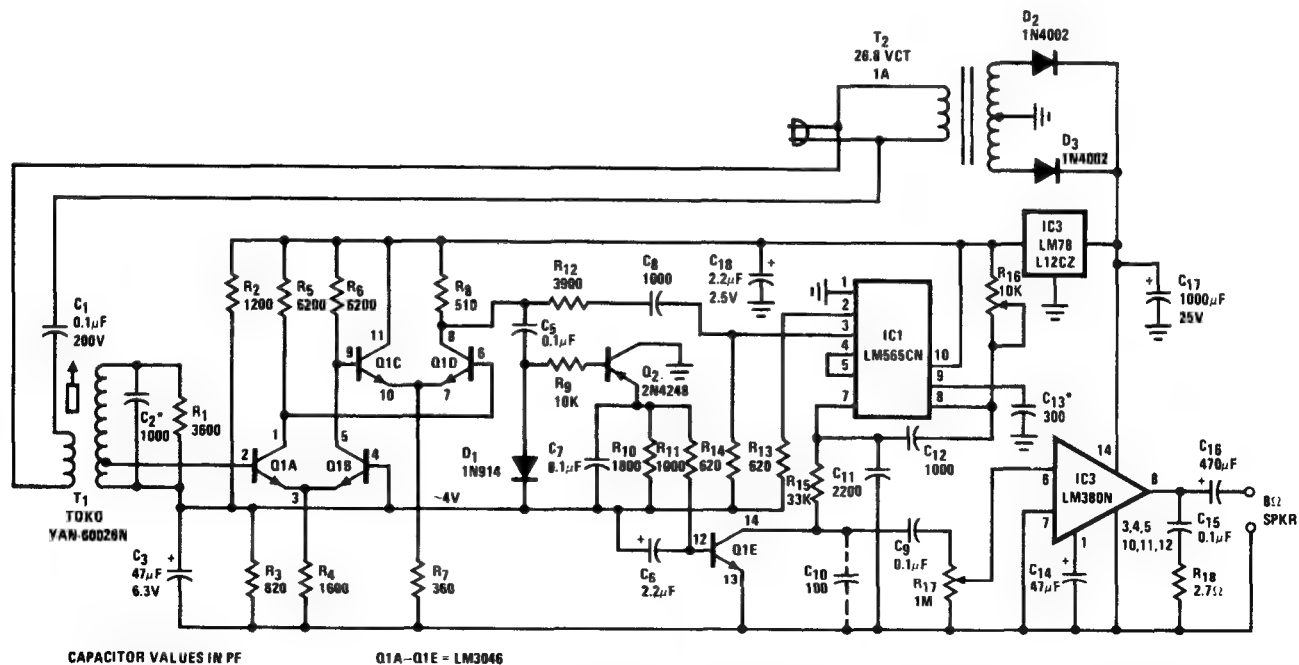 D2
1N4002
T2
26.8 VCT
1A
D3
1N4002
C1
0.1μF
200V
R2
1200
R5
6200
R6
6200
R8
510
R12
3900
C8
1000
C18
2.2μF
2.5V
+
IC3
LM78
L12CZ
R16
10K
C17
1000μF
25V
+
C5
0.1μF
1
2
3
4
5
7
IC1
LM565CN
10
9
8
11
9
Q1C
10
8
Q1D
6
7
R9
10K
Q2
2N4248
C2*
1000
R1
3600
C13*
300
1
2
Q1A
5
Q1B
4
3
D1
1N914
C7
0.1μF
R10
1800
R11
1000
R14
620
R13
620
R15
33K
C11
2200
C12
1000
T1
TOKO
YAN-60026N
~4V
14
6
7
IC3
LM380N
8
C16
470μF
+
8Ω
SPKR
3,4,5
10,11,12
1
C15
0.1μF
C3
47μF
6.3V
+
R3
820
R4
1600
R7
360
C6
2.2μF
+
12
Q1E
14
13
C10
100
C9
0.1μF
R17
1M
C14
47μF
+
R18
2.7Ω
CAPACITOR VALUES IN PF
Q1A-Q1E = LM3046